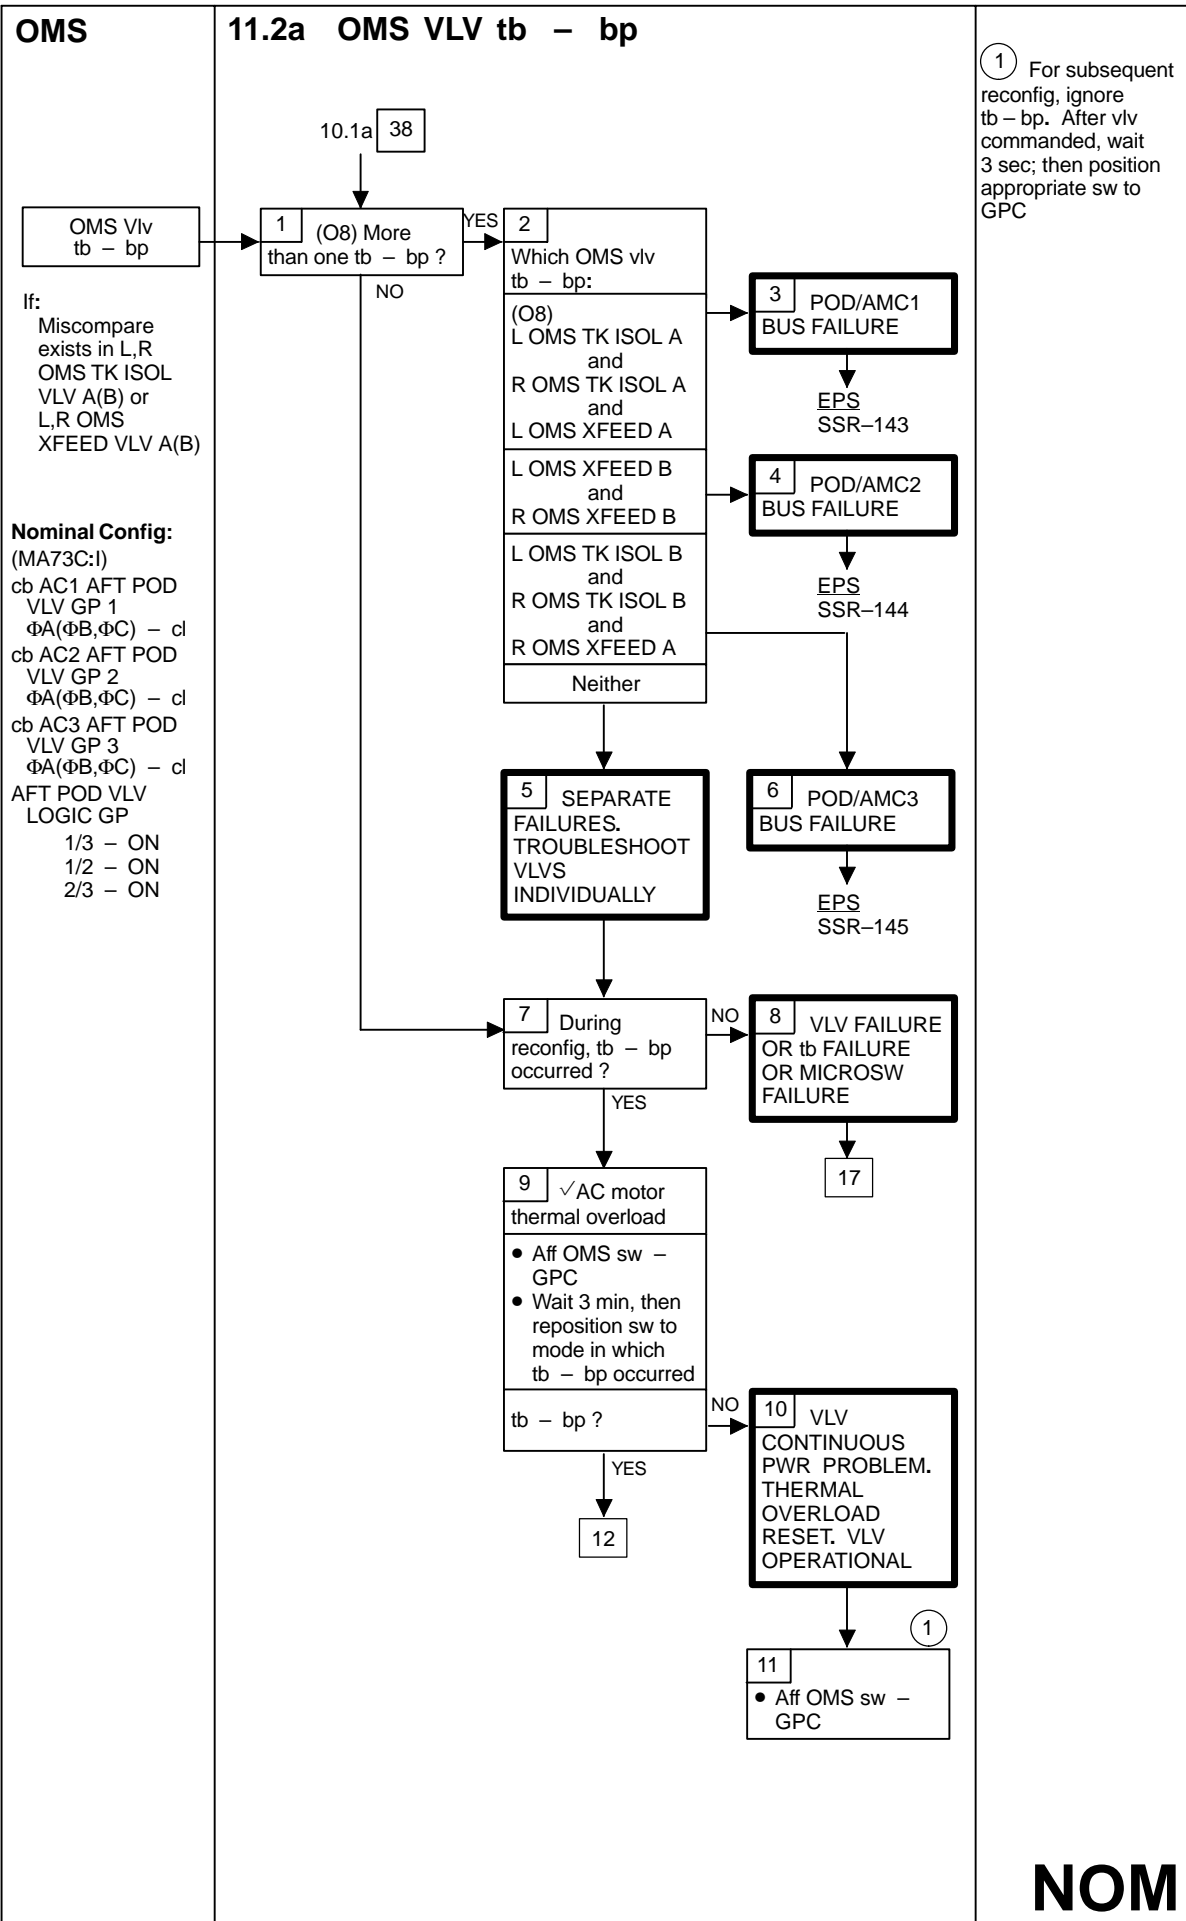 OMS
11.2a OMS VLV tb – bp
1 For subsequent
reconfig, ignore
tb – bp. After vlv
commanded, wait
3 sec; then position
appropriate sw to
GPC
10.1a 38
OMS Vlv
tb – bp
If:
Miscompare
exists in L,R
OMS TK ISOL
VLV A(B) or
L,R OMS
XFEED VLV A(B)
Nominal Config:
(MA73C:I)
cb AC1 AFT POD
VLV GP 1
ΦA(ΦB,ΦC) – cl
cb AC2 AFT POD
VLV GP 2
ΦA(ΦB,ΦC) – cl
cb AC3 AFT POD
VLV GP 3
ΦA(ΦB,ΦC) – cl
AFT POD VLV
LOGIC GP
1/3 – ON
1/2 – ON
2/3 – ON
1 (O8) More
than one tb – bp ?
YES
NO
2
Which OMS vlv
tb – bp:
(O8)
L OMS TK ISOL A
and
R OMS TK ISOL A
and
L OMS XFEED A
L OMS XFEED B
and
R OMS XFEED B
L OMS TK ISOL B
and
R OMS TK ISOL B
and
R OMS XFEED A
Neither
3 POD/AMC1
BUS FAILURE
EPS
SSR–143
4 POD/AMC2
BUS FAILURE
EPS
SSR–144
5 SEPARATE
FAILURES.
TROUBLESHOOT
VLVS
INDIVIDUALLY
6 POD/AMC3
BUS FAILURE
EPS
SSR–145
7 During
reconfig, tb – bp
occurred ?
NO
YES
8 VLV FAILURE
OR tb FAILURE
OR MICROSW
FAILURE
17
9 √AC motor
thermal overload
● Aff OMS sw –
GPC
● Wait 3 min, then
reposition sw to
mode in which
tb – bp occurred
tb – bp ?
NO
YES
12
10 VLV
CONTINUOUS
PWR PROBLEM.
THERMAL
OVERLOAD
RESET. VLV
OPERATIONAL
1
11
● Aff OMS sw –
GPC
NOM